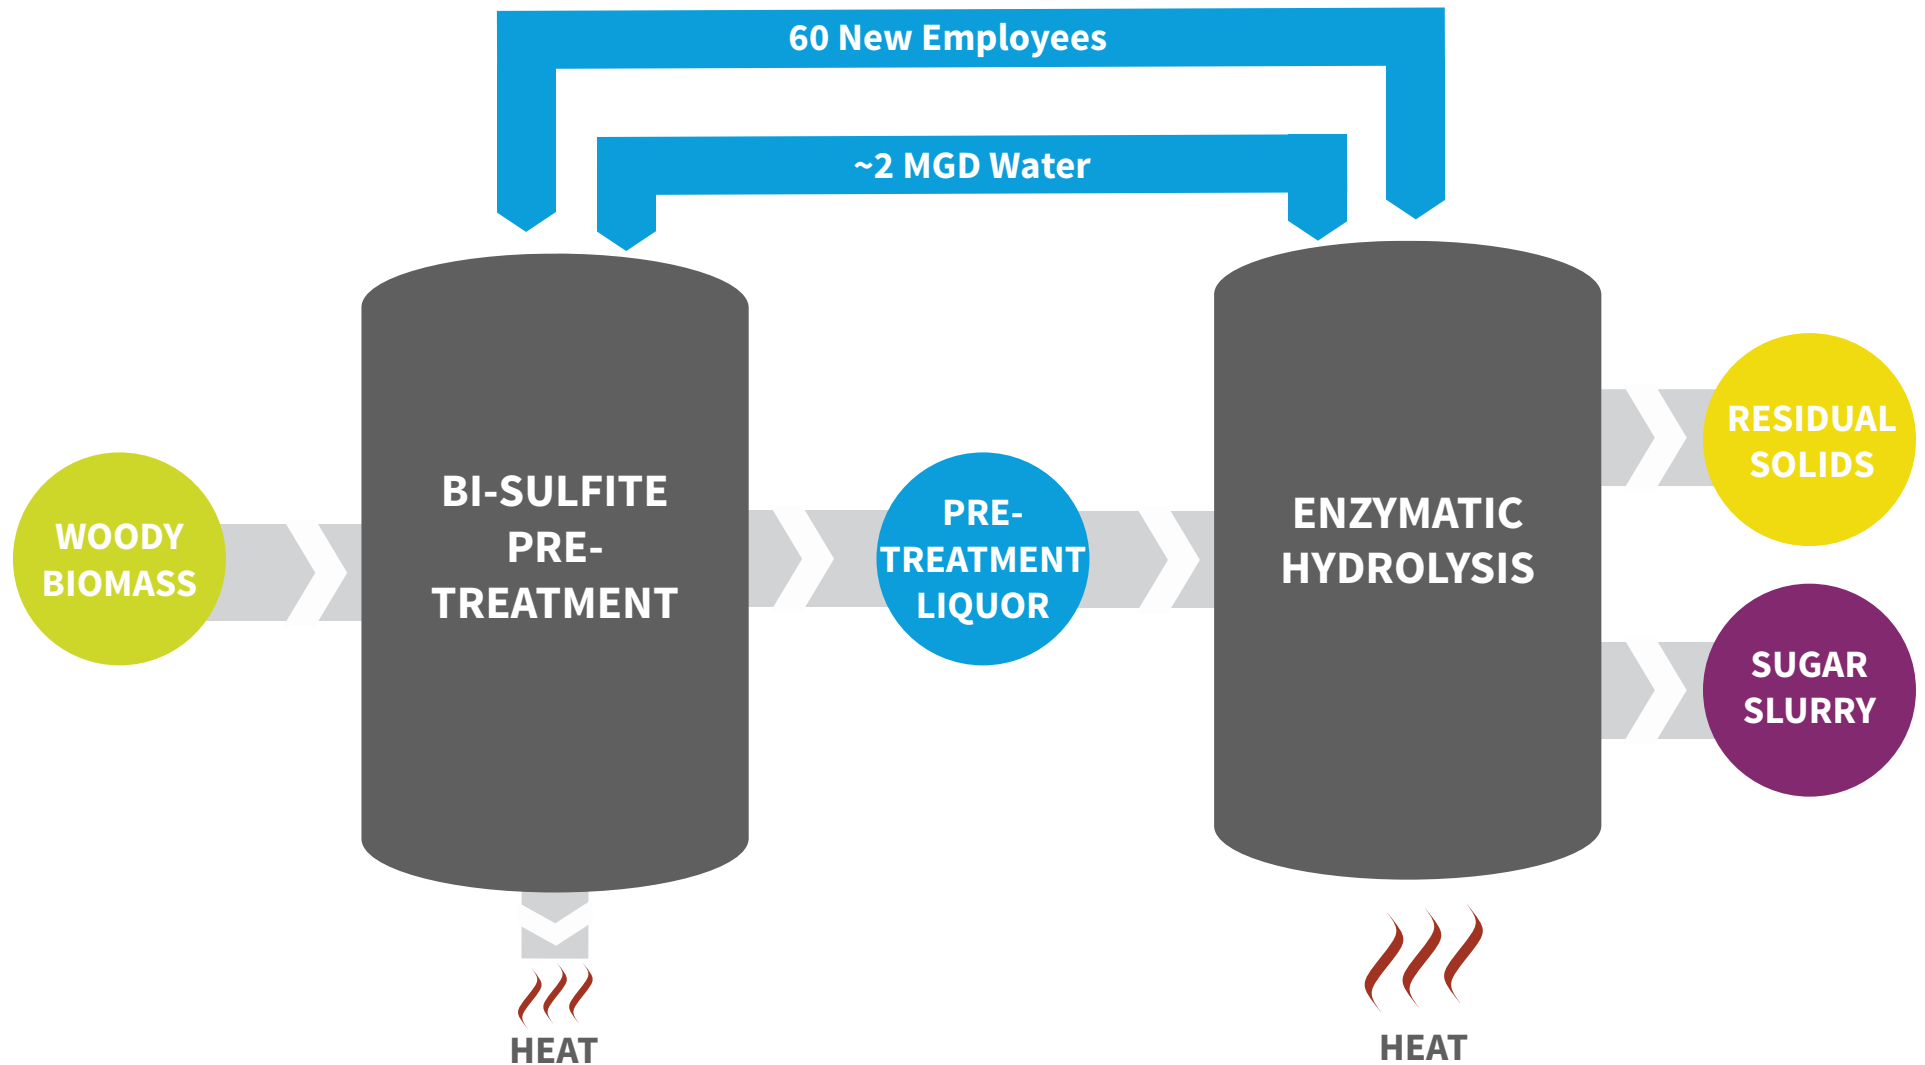 60 New Employees
~2 MGD Water
WOODY
BIOMASS
BI-SULFITE
PRE-
TREATMENT
PRE-
TREATMENT
LIQUOR
ENZYMATIC
HYDROLYSIS
RESIDUAL
SOLIDS
SUGAR
SLURRY
HEAT
HEAT